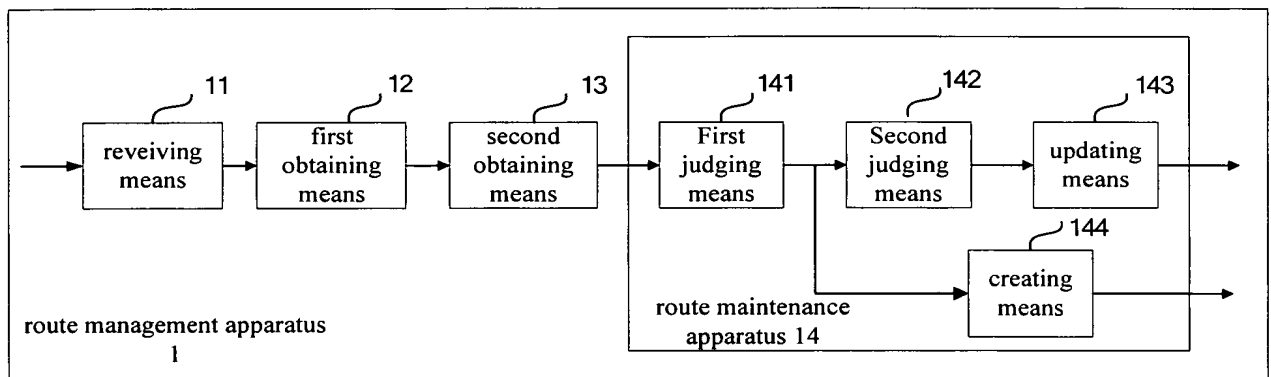 11
12
13
141
142
143
reveiving
means
first
obtaining
means
second
obtaining
means
First
judging
means
Second
judging
means
updating
means
144
creating
means
route management apparatus
1
route maintenance
apparatus 14